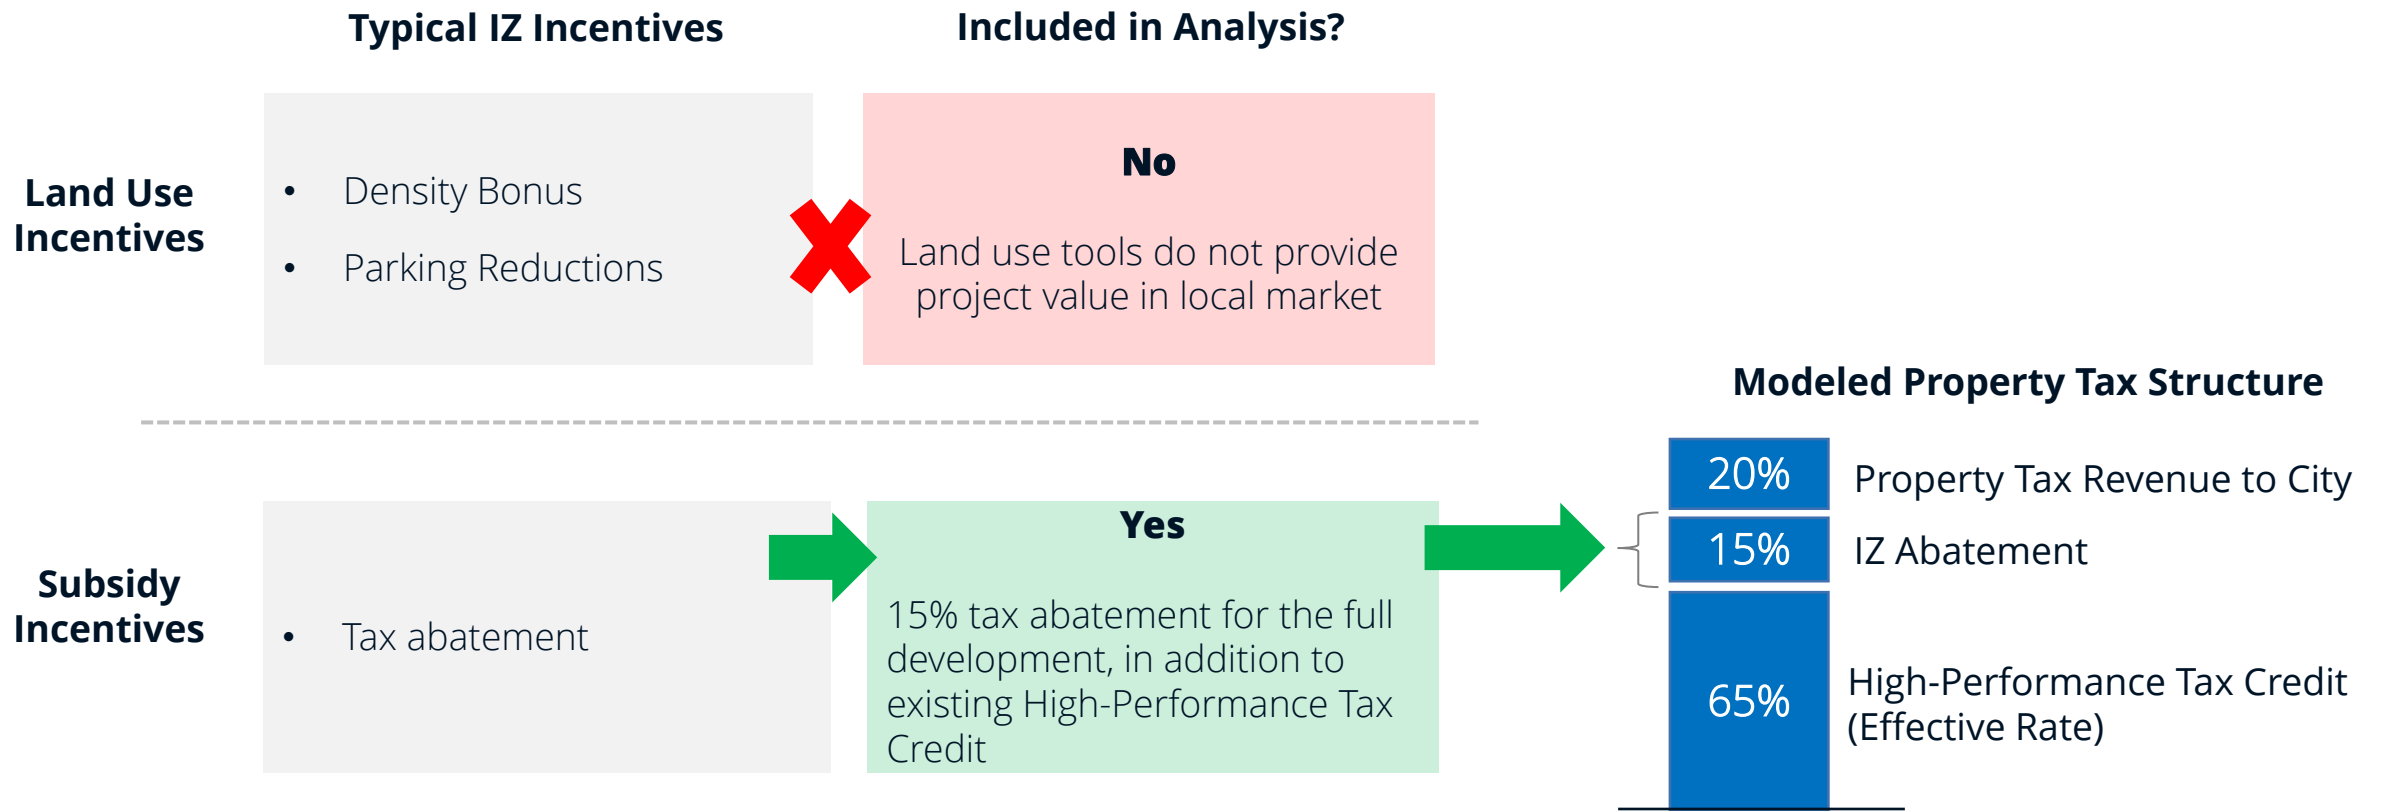 Typical IZ Incentives
Included in Analysis?
Land Use
Incentives
• Density Bonus
• Parking Reductions
No
Land use tools do not provide
project value in local market
Subsidy
Incentives
• Tax abatement
Yes
15% tax abatement for the full
development, in addition to
existing High-Performance Tax
Credit
Modeled Property Tax Structure
20% Property Tax Revenue to City
15% IZ Abatement
65%
High-Performance Tax Credit
(Effective Rate)